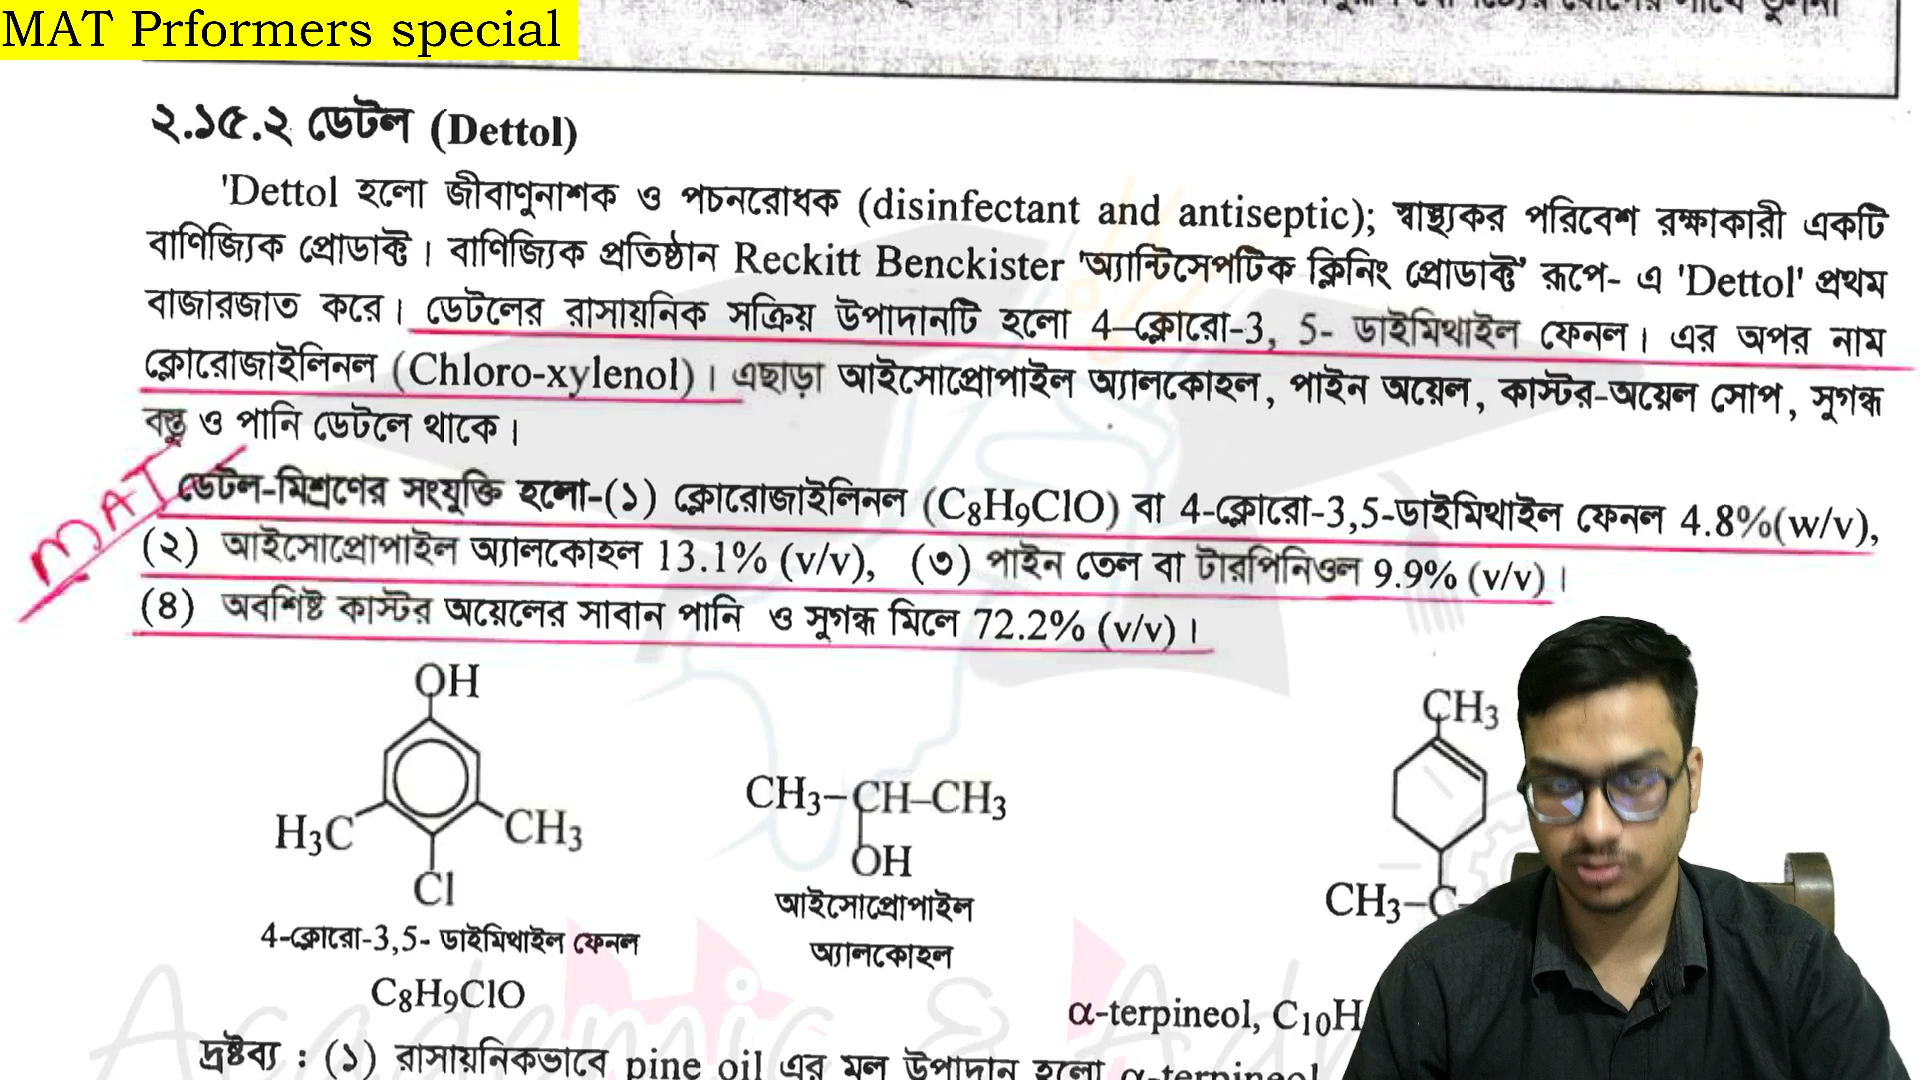 MAT Prformers special
২.১৫.২ ডেটল (Dettol)
'Dettol হলো জীবাণুনাশক ও পচনরোধক (disinfectant and antiseptic); স্বাস্থ্যকর পরিবেশ রক্ষাকারী একটি
বাণিজ্যিক প্রোডাক্ট। বাণিজ্যিক প্রতিষ্ঠান Reckitt Benckister 'অ্যান্টিসেপটিক ক্লিনিং প্রোডাক্ট' রূপে- এ 'Dettol' প্রথম
বাজারজাত করে। ডেটলের রাসায়নিক সক্রিয় উপাদানটি হলো 4–ক্লোরো-3, 5- ডাইমিথাইল ফেনল। এর অপর নাম
ক্লোরোজাইলিনল (Chloro-xylenol)। এছাড়া আইসোপ্রোপাইল অ্যালকোহল, পাইন অয়েল, কাস্টর-অয়েল সোপ, সুগন্ধ
বস্তু ও পানি ডেটলে থাকে।
MAT
ডেটল-মিশ্রণের সংযুক্তি হলো-(১) ক্লোরোজাইলিনল (C₈H₉ClO) বা 4-ক্লোরো-3,5-ডাইমিথাইল ফেনল 4.8%(w/v),
(২) আইসোপ্রোপাইল অ্যালকোহল 13.1% (v/v), (৩) পাইন তেল বা টারপিনিওল 9.9% (v/v)।
(৪) অবশিষ্ট কাস্টর অয়েলের সাবান পানি ও সুগন্ধ মিলে 72.2% (v/v)।
OH
H₃C CH₃
Cl
4-ক্লোরো-3,5- ডাইমিথাইল ফেনল
C₈H₉ClO
CH₃–CH–CH₃
OH
আইসোপ্রোপাইল
অ্যালকোহল
CH₃
CH₃–C–
α-terpineol, C₁₀H
দ্রষ্টব্য : (১) রাসায়নিকভাবে pine oil এর মূল উপাদান হলো α-terpineol